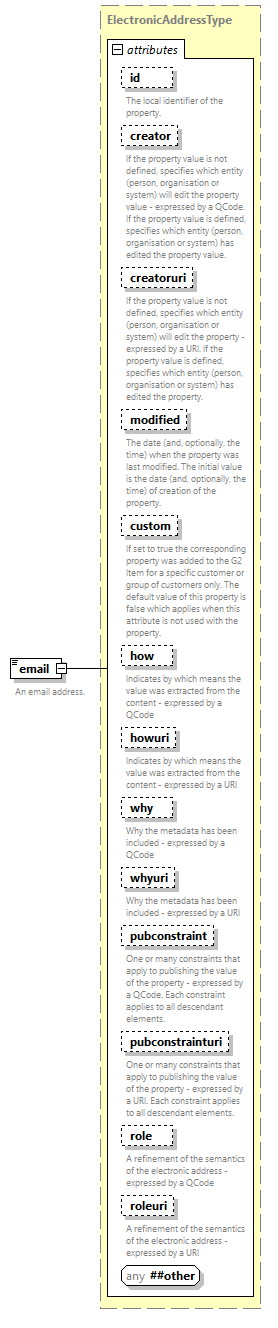 ElectronicAddressType
attributes
id
The local identifier of the
property.
creator
If the property value is not
defined, specifies which entity
(person, organisation or
system) will edit the property
value - expressed by a QCode.
If the property value is defined,
specifies which entity (person,
organisation or system) has
edited the property value.
creatoruri
If the property value is not
defined, specifies which entity
(person, organisation or
system) will edit the property -
expressed by a URI. If the
property value is defined,
specifies which entity (person,
organisation or system) has
edited the property.
modified
The date (and, optionally, the
time) when the property was
last modified. The initial value
is the date (and, optionally, the
time) of creation of the
property.
custom
If set to true the corresponding
property was added to the G2
Item for a specific customer or
group of customers only. The
default value of this property is
false which applies when this
attribute is not used with the
property.
how
Indicates by which means the
value was extracted from the
content - expressed by a
QCode
email
An email address.
howuri
Indicates by which means the
value was extracted from the
content - expressed by a URI
why
Why the metadata has been
included - expressed by a
QCode
whyuri
Why the metadata has been
included - expressed by a URI
pubconstraint
One or many constraints that
apply to publishing the value
of the property - expressed by
a QCode. Each constraint
applies to all descendant
elements.
pubconstrainturi
One or many constraints that
apply to publishing the value
of the property - expressed by
a URI. Each constraint applies
to all descendant elements.
role
A refinement of the semantics
of the electronic address -
expressed by a QCode
roleuri
A refinement of the semantics
of the electronic address -
expressed by a URI
any ##other